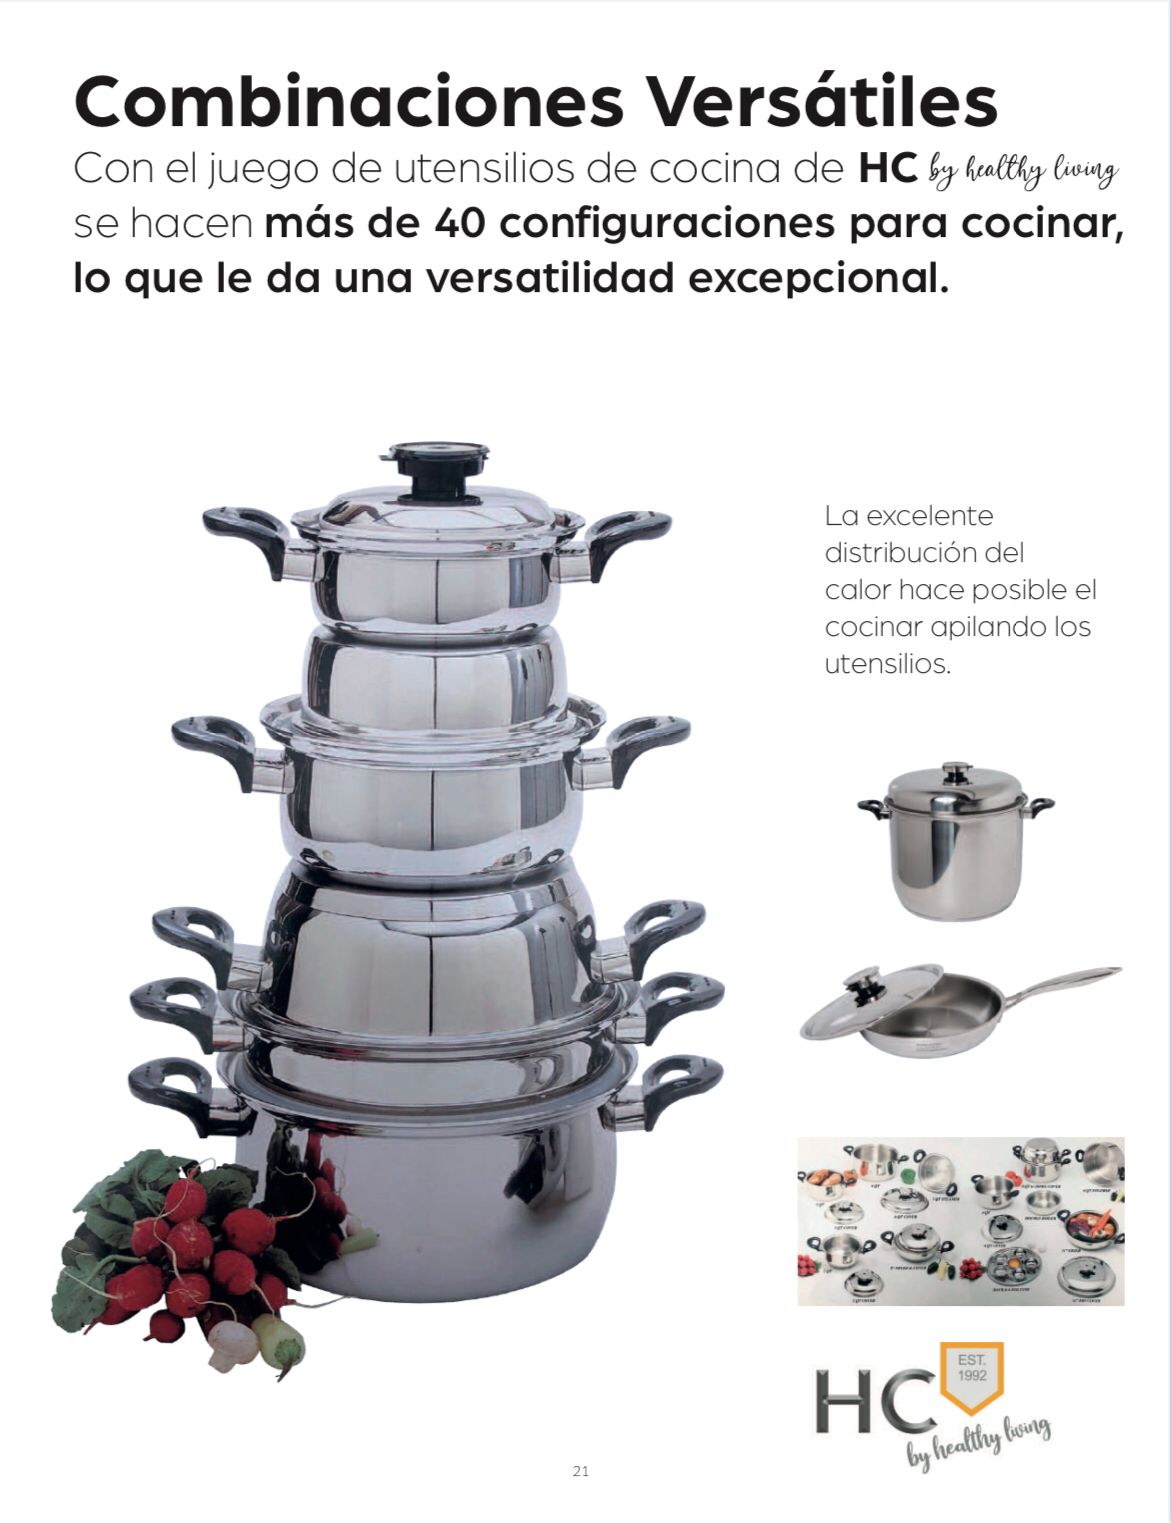 Combinaciones Versátiles
Con el juego de utensilios de cocina de HC by healthy living
se hacen más de 40 configuraciones para cocinar,
lo que le da una versatilidad excepcional.
La excelente
distribución del
calor hace posible el
cocinar apilando los
utensilios.
HC
EST.
1992
by healthy living
21